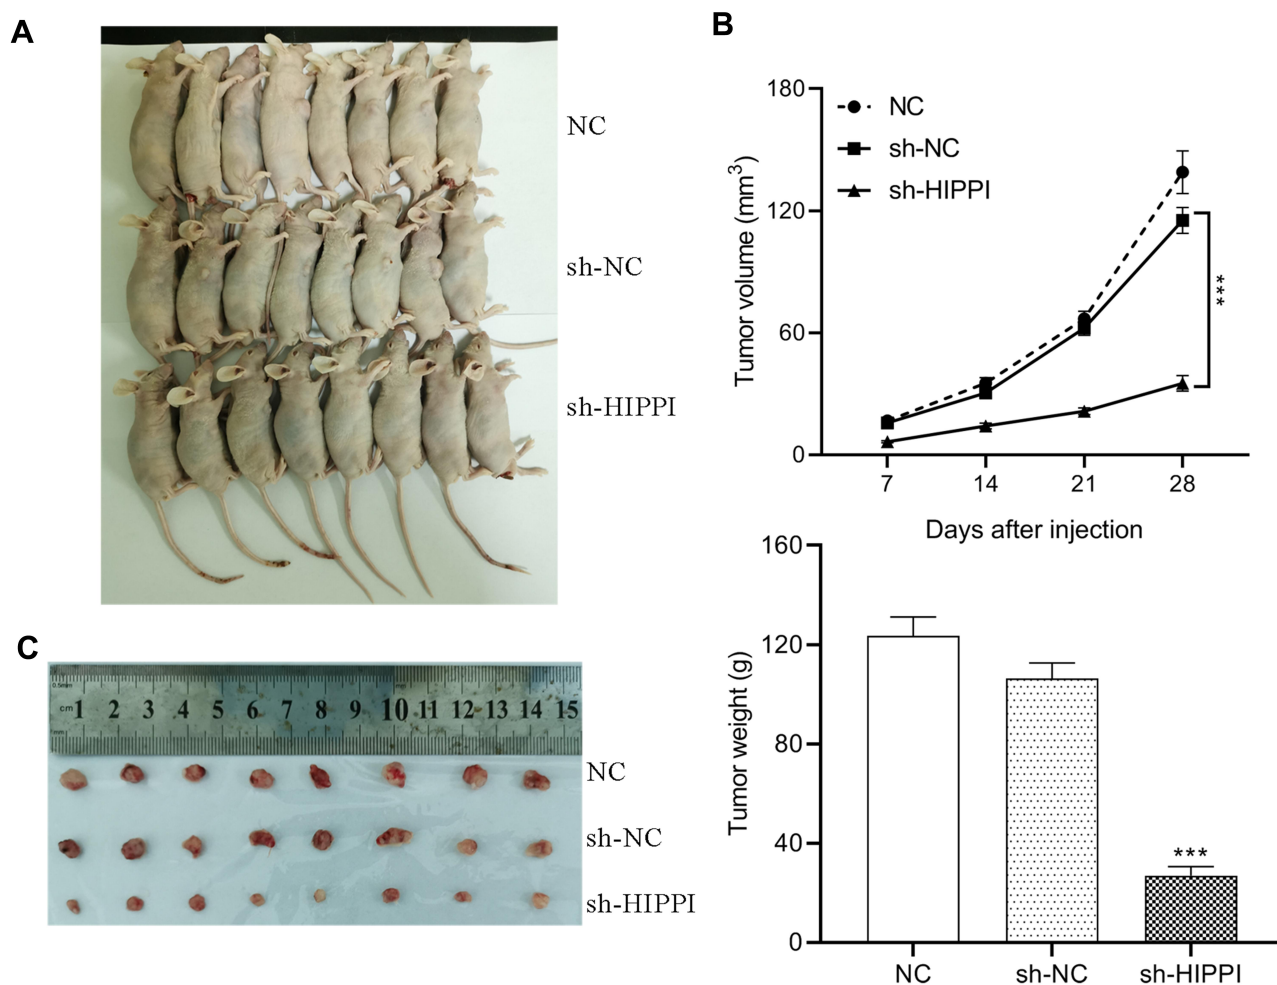 A
NC
sh-NC
sh-HIPPI
B
Tumor volume (mm³)
180
120
60
0
NC
sh-NC
sh-HIPPI
***
7 14 21 28
Days after injection
Tumor weight (g)
160
120
80
40
0
***
NC sh-NC sh-HIPPI
C
0.5mm
cm 1 2 3 4 5 6 7 8 9 10 11 12 13 14 15
mm
NC
sh-NC
sh-HIPPI